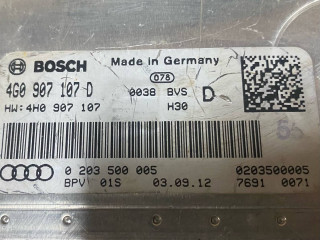 BOSCH Made in Germany
078
4G0 907 107 D 0038 BVS D
HW:4H0 907 107 H30
0 203 500 005 0203500005
BPV 01S 03.09.12 7691 0071